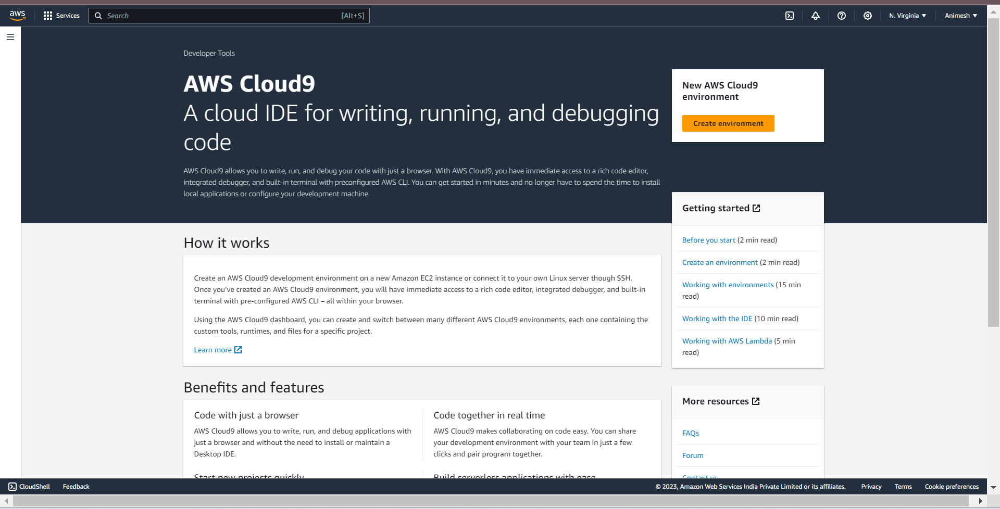 aws
Services
Search
[Alt+S]
N. Virginia
Animesh
Developer Tools
AWS Cloud9
A cloud IDE for writing, running, and debugging
code
AWS Cloud9 allows you to write, run, and debug your code with just a browser. With AWS Cloud9, you have immediate access to a rich code editor,
integrated debugger, and built-in terminal with preconfigured AWS CLI. You can get started in minutes and no longer have to spend the time to install
local applications or configure your development machine.
New AWS Cloud9
environment
Create environment
Getting started
Before you start (2 min read)
Create an environment (2 min read)
Working with environments (15 min
read)
Working with the IDE (10 min read)
Working with AWS Lambda (5 min
read)
How it works
Create an AWS Cloud9 development environment on a new Amazon EC2 instance or connect it to your own Linux server though SSH.
Once you’ve created an AWS Cloud9 environment, you will have immediate access to a rich code editor, integrated debugger, and built-in
terminal with pre-configured AWS CLI – all within your browser.
Using the AWS Cloud9 dashboard, you can create and switch between many different AWS Cloud9 environments, each one containing the
custom tools, runtimes, and files for a specific project.
Learn more
Benefits and features
Code with just a browser
AWS Cloud9 allows you to write, run, and debug applications with
just a browser and without the need to install or maintain a
Desktop IDE.
Code together in real time
AWS Cloud9 makes collaborating on code easy. You can share
your development environment with your team in just a few
clicks and pair program together.
Start new projects quickly
Build serverless applications with ease
More resources
FAQs
Forum
Contact us
CloudShell
Feedback
© 2023, Amazon Web Services India Private Limited or its affiliates.
Privacy
Terms
Cookie preferences